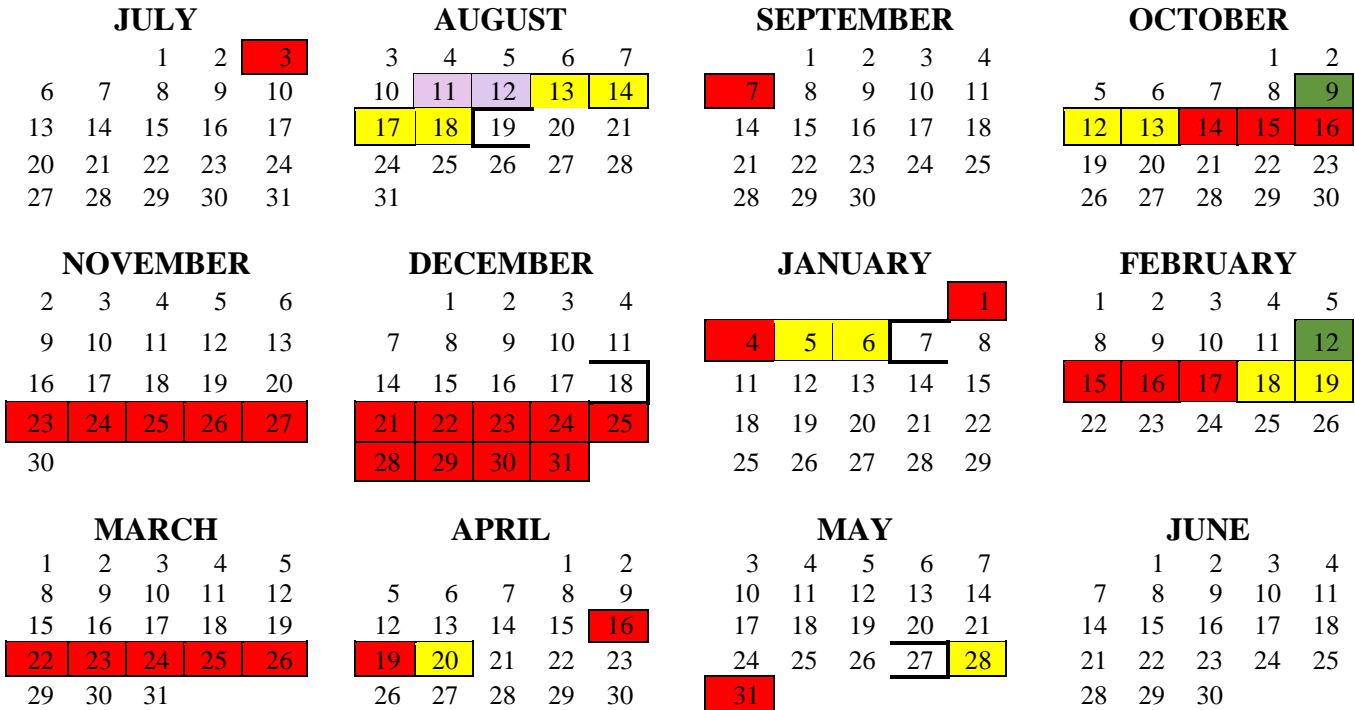 JULY AUGUST SEPTEMBER OCTOBER
1 2 3 3 4 5 6 7 1 2 3 4 1 2
6 7 8 9 10 10 11 12 13 14 7 8 9 10 11 5 6 7 8 9
13 14 15 16 17 17 18 19 20 21 14 15 16 17 18 12 13 14 15 16
20 21 22 23 24 24 25 26 27 28 21 22 23 24 25 19 20 21 22 23
27 28 29 30 31 31 28 29 30 26 27 28 29 30
NOVEMBER DECEMBER JANUARY FEBRUARY
2 3 4 5 6 1 2 3 4 1 1 2 3 4 5
9 10 11 12 13 7 8 9 10 11 4 5 6 7 8 8 9 10 11 12
16 17 18 19 20 14 15 16 17 18 11 12 13 14 15 15 16 17 18 19
23 24 25 26 27 21 22 23 24 25 18 19 20 21 22 22 23 24 25 26
30 28 29 30 31 25 26 27 28 29
MARCH APRIL MAY JUNE
1 2 3 4 5 1 2 3 4 5 6 7 1 2 3 4
8 9 10 11 12 5 6 7 8 9 10 11 12 13 14 7 8 9 10 11
15 16 17 18 19 12 13 14 15 16 17 18 19 20 21 14 15 16 17 18
22 23 24 25 26 19 20 21 22 23 24 25 26 27 28 21 22 23 24 25
29 30 31 26 27 28 29 30 31 28 29 30